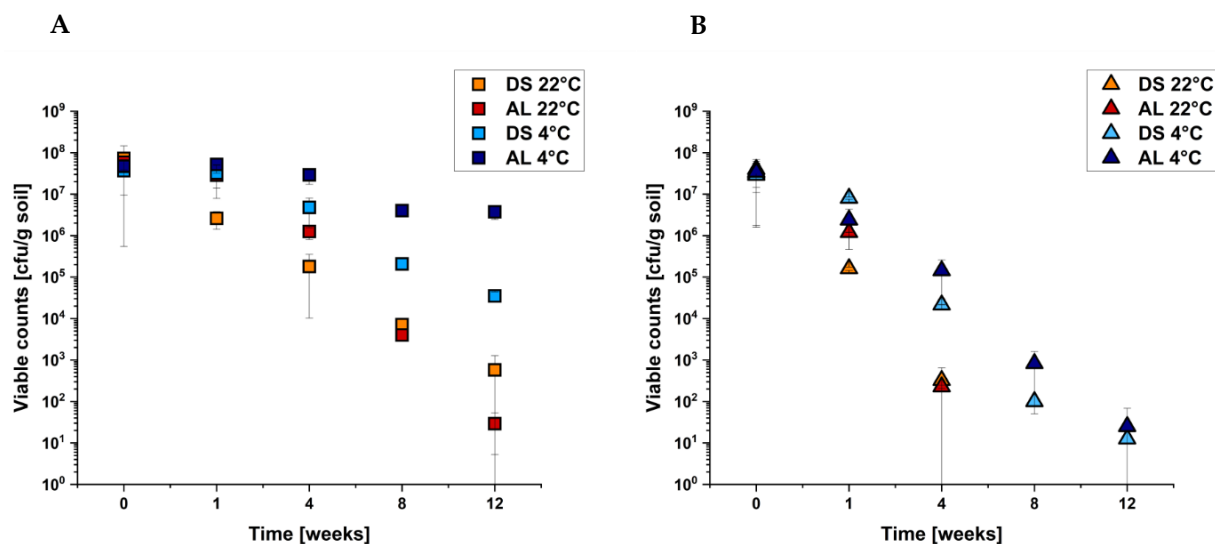 A
DS 22°C
AL 22°C
DS 4°C
AL 4°C
10⁹
10⁸
10⁷
10⁶
10⁵
10⁴
10³
10²
10¹
10⁰
Viable counts [cfu/g soil]
0 1 4 8 12
Time [weeks]
B
DS 22°C
AL 22°C
DS 4°C
AL 4°C
10⁹
10⁸
10⁷
10⁶
10⁵
10⁴
10³
10²
10¹
10⁰
Viable counts [cfu/g soil]
0 1 4 8 12
Time [weeks]